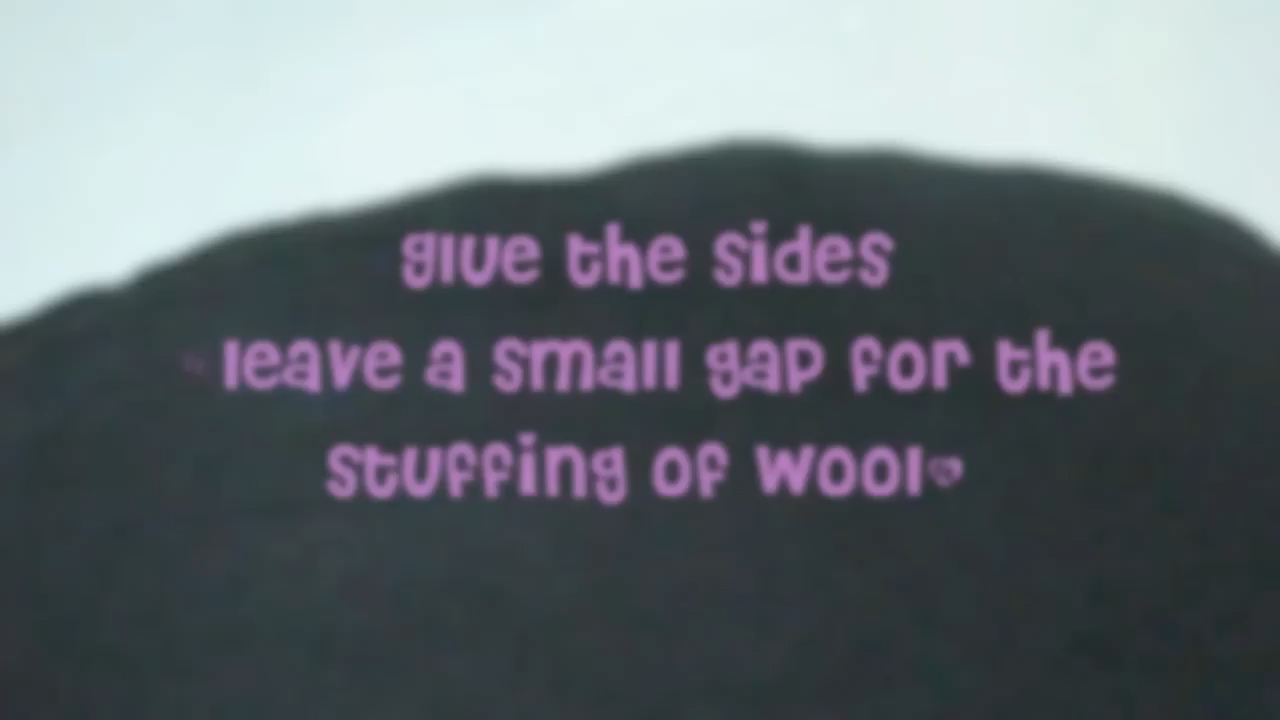 glue the sides
leave a small gap for the
stuffing of wool♡